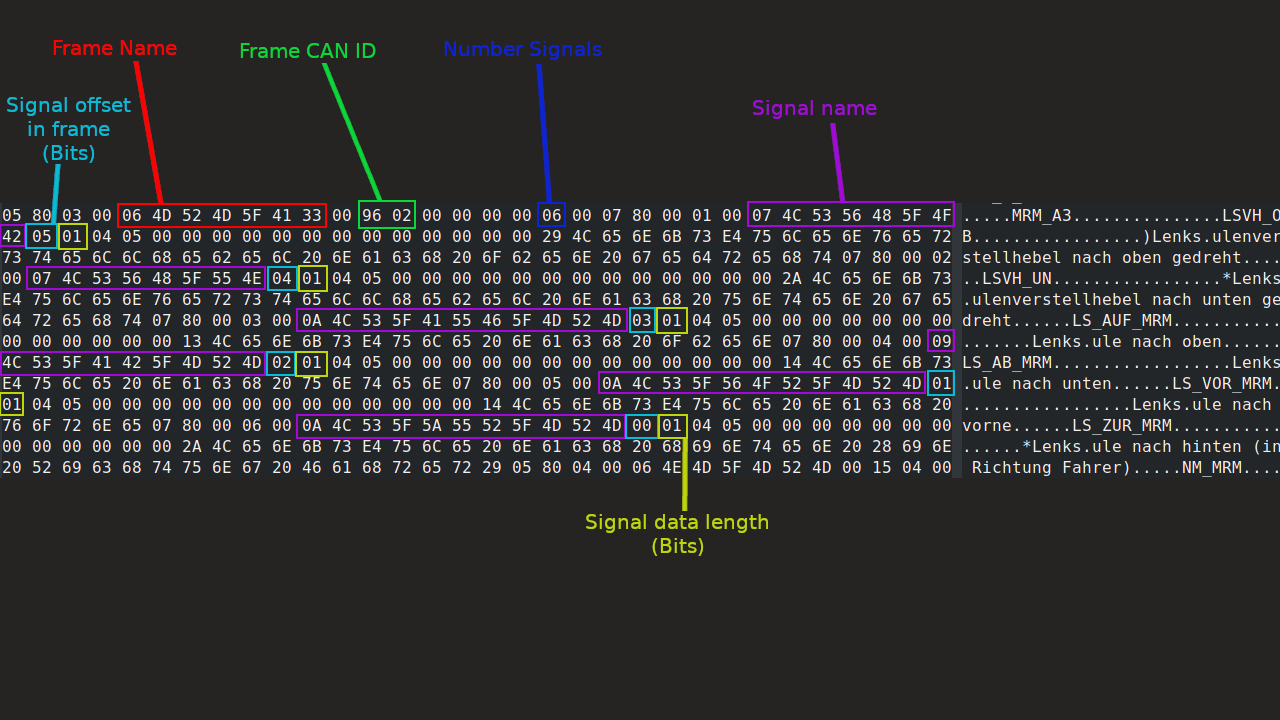 Frame Name
Frame CAN ID
Number Signals
Signal name
Signal offset
in frame
(Bits)
05 80 03 00 06 4D 52 4D 5F 41 33 00 96 02 00 00 00 00 06 00 07 80 00 01 00 07 4C 53 56 48 5F 4F .....MRM_A3...............LSVH_O
42 05 01 04 05 00 00 00 00 00 00 00 00 00 00 00 00 00 29 4C 65 6E 6B 73 E4 75 6C 65 6E 76 65 72 B.................)Lenks.ulenver
73 74 65 6C 6C 68 65 62 65 6C 20 6E 61 63 68 20 6F 62 65 6E 20 67 65 64 72 65 68 74 07 80 00 02 stellhebel nach oben gedreht....
00 07 4C 53 56 48 5F 55 4E 04 01 04 05 00 00 00 00 00 00 00 00 00 00 00 00 00 2A 4C 65 6E 6B 73 ..LSVH_UN.................*Lenks
E4 75 6C 65 6E 76 65 72 73 74 65 6C 6C 68 65 62 65 6C 20 6E 61 63 68 20 75 6E 74 65 6E 20 67 65 .ulenverstellhebel nach unten ge
64 72 65 68 74 07 80 00 03 00 0A 4C 53 5F 41 55 46 5F 4D 52 4D 03 01 04 05 00 00 00 00 00 00 00 dreht......LS_AUF_MRM...........
00 00 00 00 00 00 13 4C 65 6E 6B 73 E4 75 6C 65 20 6E 61 63 68 20 6F 62 65 6E 07 80 00 04 00 09 .......Lenks.ule nach oben......
4C 53 5F 41 42 5F 4D 52 4D 02 01 04 05 00 00 00 00 00 00 00 00 00 00 00 00 00 14 4C 65 6E 6B 73 LS_AB_MRM..................Lenks
E4 75 6C 65 20 6E 61 63 68 20 75 6E 74 65 6E 07 80 00 05 00 0A 4C 53 5F 56 4F 52 5F 4D 52 4D 01 .ule nach unten......LS_VOR_MRM.
01 04 05 00 00 00 00 00 00 00 00 00 00 00 00 00 14 4C 65 6E 6B 73 E4 75 6C 65 20 6E 61 63 68 20 .................Lenks.ule nach
76 6F 72 6E 65 07 80 00 06 00 0A 4C 53 5F 5A 55 52 5F 4D 52 4D 00 01 04 05 00 00 00 00 00 00 00 vorne......LS_ZUR_MRM...........
00 00 00 00 00 00 2A 4C 65 6E 6B 73 E4 75 6C 65 20 6E 61 63 68 20 68 69 6E 74 65 6E 20 28 69 6E ......*Lenks.ule nach hinten (in
20 52 69 63 68 74 75 6E 67 20 46 61 68 72 65 72 29 05 80 04 00 06 4E 4D 5F 4D 52 4D 00 15 04 00 Richtung Fahrer).....NM_MRM....
Signal data length
(Bits)